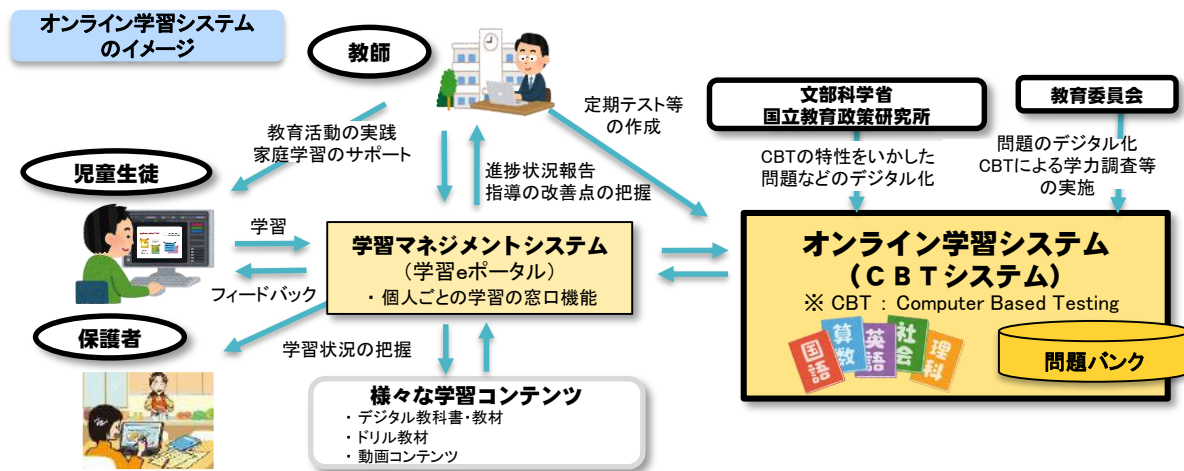 オンライン学習システム
のイメージ
教師
定期テスト等
の作成
文部科学省
国立教育政策研究所
教育委員会
教育活動の実践
家庭学習のサポート
CBTの特性をいかした
問題などのデジタル化
問題のデジタル化
CBTによる学力調査等
の実施
児童生徒
進捗状況報告
指導の改善点の把握
学習
フィードバック
学習マネジメントシステム
（学習eポータル）
・個人ごとの学習の窓口機能
オンライン学習システム
（ＣＢＴシステム）
※ CBT ： Computer Based Testing
国語
算数
英語
社会
理科
問題バンク
保護者
学習状況の把握
様々な学習コンテンツ
・デジタル教科書・教材
・ドリル教材
・動画コンテンツ